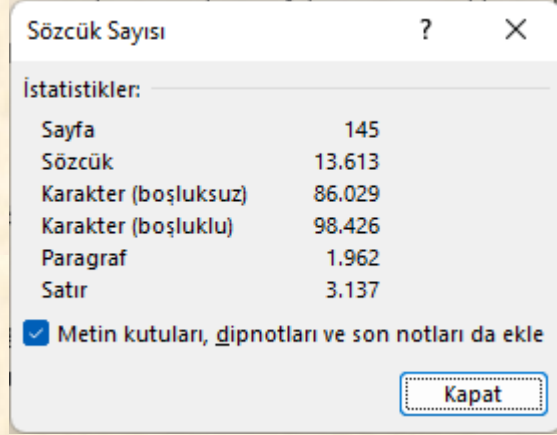 Sözcük Sayısı ? ✕
İstatistikler:
Sayfa 145
Sözcük 13.613
Karakter (boşluksuz) 86.029
Karakter (boşluklu) 98.426
Paragraf 1.962
Satır 3.137
Metin kutuları, dipnotları ve son notları da ekle
Kapat